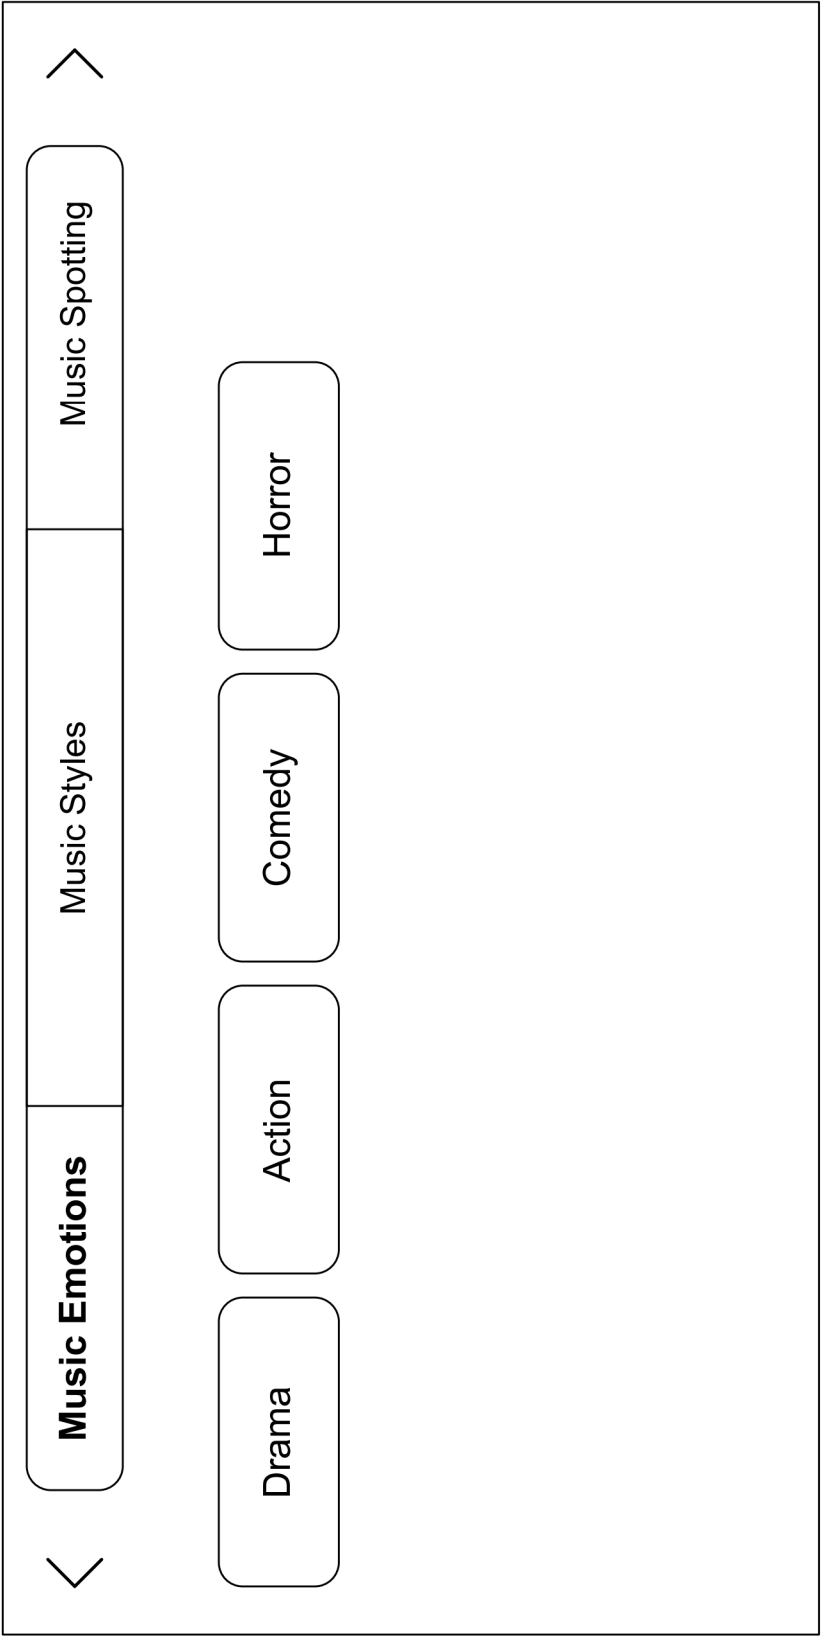 Music Emotions
Music Styles
Music Spotting
Drama
Action
Comedy
Horror